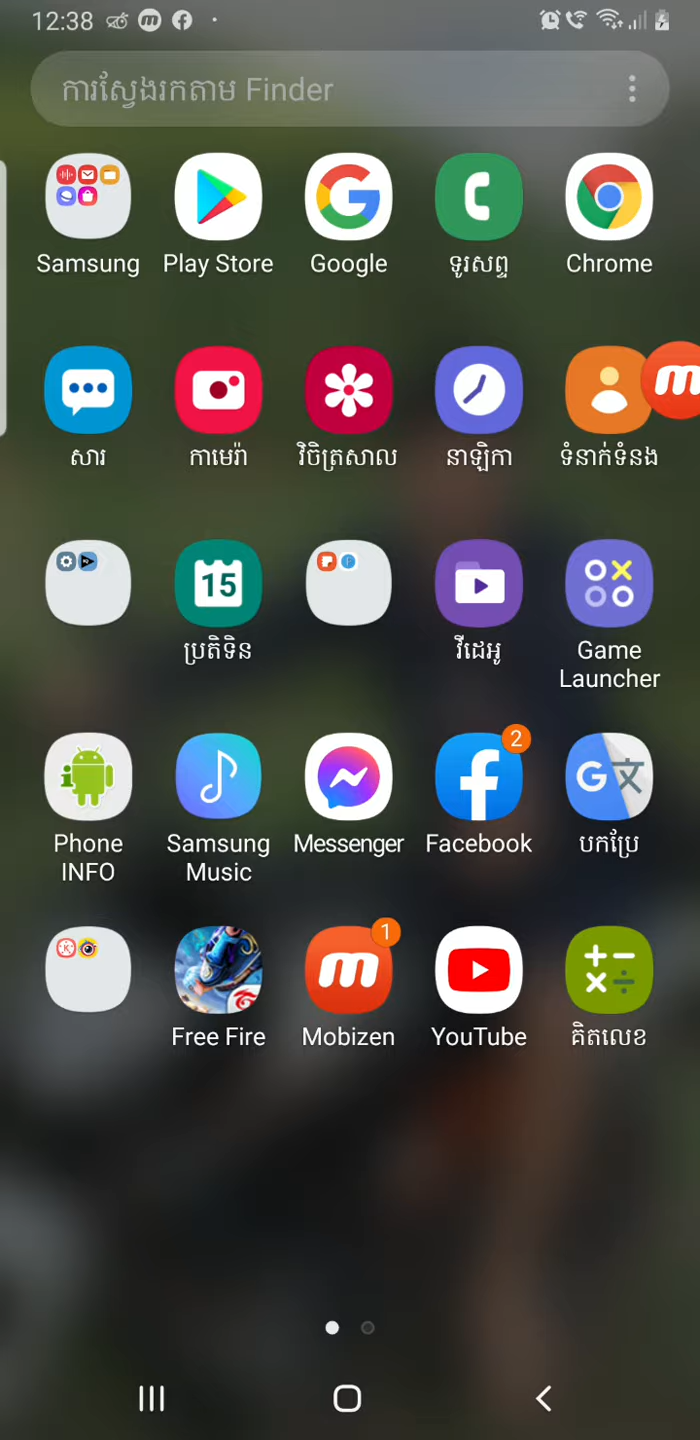 12:38
ការស្វែងរកតាម Finder
Samsung
Play Store
Google
ទូរសព្ទ
Chrome
សារ
កាមេរ៉ា
វិចិត្រសាល
នាឡិកា
ទំនាក់ទំនង
15
ប្រតិទិន
វីដេអូ
Game
Launcher
Phone
INFO
Samsung
Music
Messenger
2
Facebook
បកប្រែ
Free Fire
1
Mobizen
YouTube
គិតលេខ